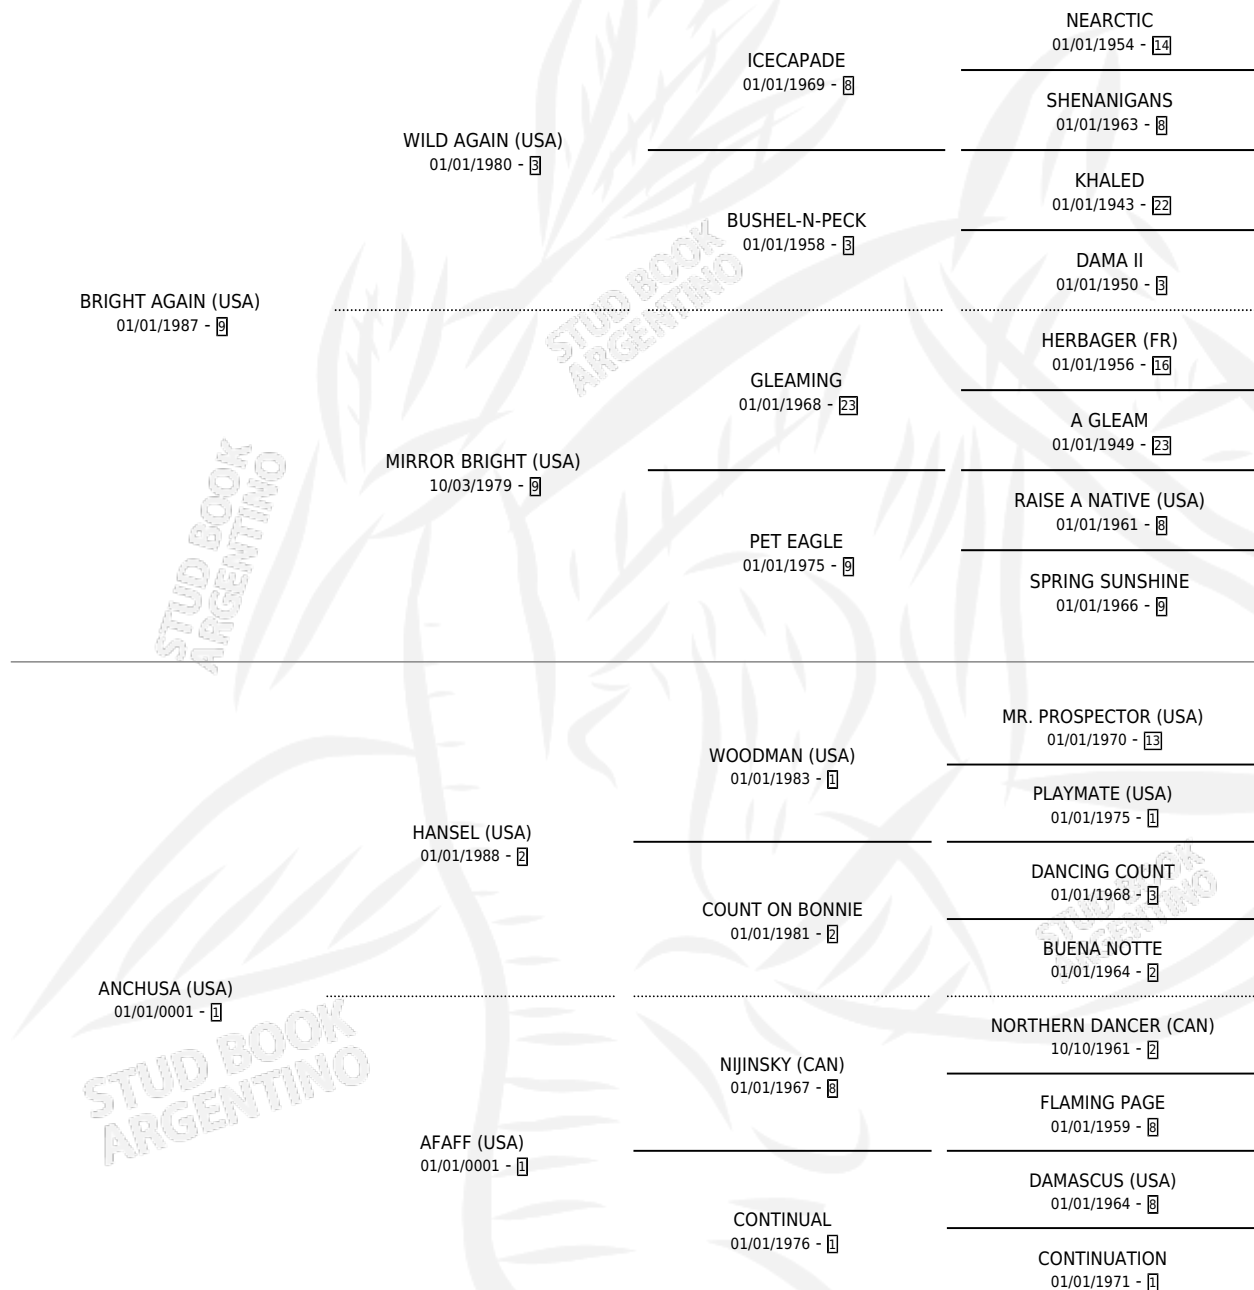 NEARCTIC
01/01/1954 - 14
ICECAPADE
01/01/1969 - 8
SHENANIGANS
01/01/1963 - 8
WILD AGAIN (USA)
01/01/1980 - 3
KHALED
01/01/1943 - 22
BUSHEL-N-PECK
01/01/1958 - 3
DAMA II
01/01/1950 - 3
BRIGHT AGAIN (USA)
01/01/1987 - 9
HERBAGER (FR)
01/01/1956 - 16
GLEAMING
01/01/1968 - 23
A GLEAM
01/01/1949 - 23
MIRROR BRIGHT (USA)
10/03/1979 - 9
RAISE A NATIVE (USA)
01/01/1961 - 8
PET EAGLE
01/01/1975 - 9
SPRING SUNSHINE
01/01/1966 - 9
MR. PROSPECTOR (USA)
01/01/1970 - 13
WOODMAN (USA)
01/01/1983 - 1
PLAYMATE (USA)
01/01/1975 - 1
HANSEL (USA)
01/01/1988 - 2
DANCING COUNT
01/01/1968 - 3
COUNT ON BONNIE
01/01/1981 - 2
BUENA NOTTE
01/01/1964 - 2
ANCHUSA (USA)
01/01/0001 - 1
NORTHERN DANCER (CAN)
10/10/1961 - 2
NIJINSKY (CAN)
01/01/1967 - 8
FLAMING PAGE
01/01/1959 - 8
AFAFF (USA)
01/01/0001 - 1
DAMASCUS (USA)
01/01/1964 - 8
CONTINUAL
01/01/1976 - 1
CONTINUATION
01/01/1971 - 1
STUD BOOK
ARGENTINO
STUD BOOK
ARGENTINO
STUD BOOK
ARGENTINO
STUD BOOK
ARGENTINO